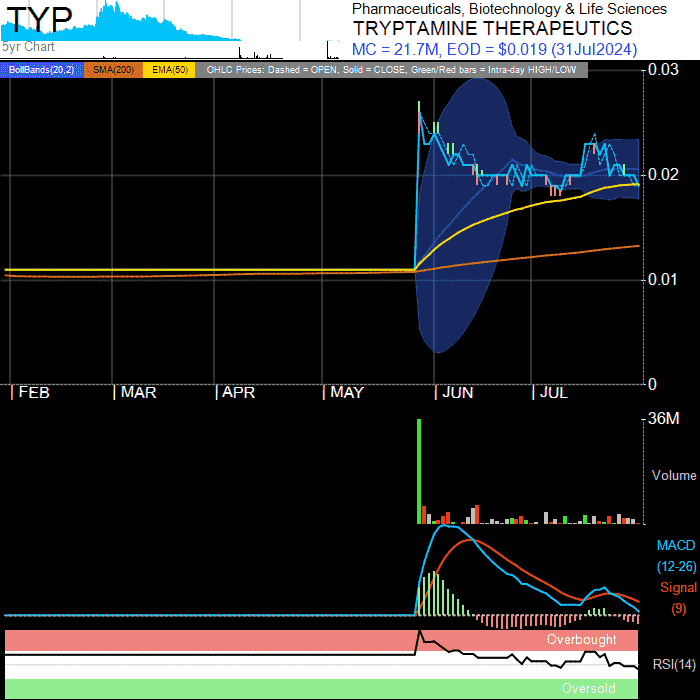 TYP
Pharmaceuticals, Biotechnology & Life Sciences
TRYPTAMINE THERAPEUTICS
5yr Chart
MC = 21.7M, EOD = $0.019 (31Jul2024)
BollBands(20,2) SMA(200) EMA(50) OHLC Prices: Dashed = OPEN, Solid = CLOSE, Green/Red bars = Intra-day HIGH/LOW
0.03
0.02
0.01
0
FEB MAR APR MAY JUN JUL
36M
Volume
MACD
(12-26)
Signal
(9)
Overbought
RSI(14)
Oversold